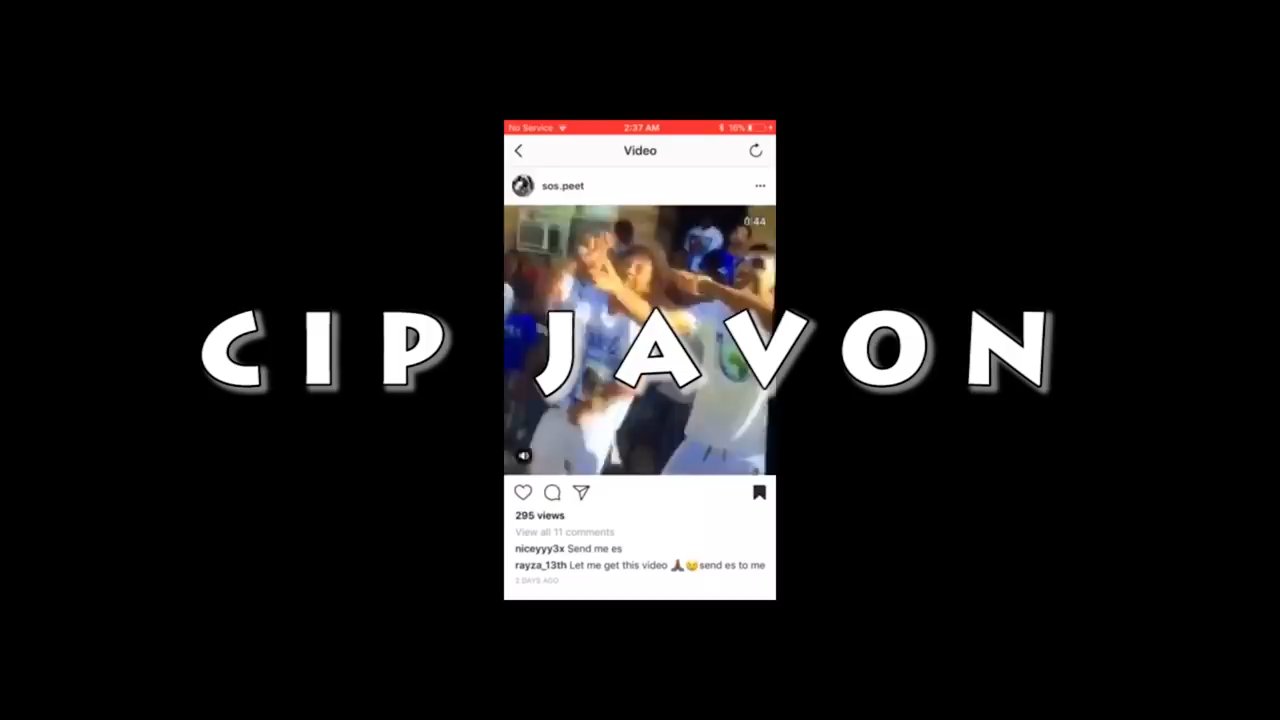 No Service 2:37 AM 16%
Video
sos.peet
...
0:44
CIP JAVON
295 views
View all 11 comments
niceyyy3x Send me es
rayza_13th Let me get this video 🙏🏾😅 send es to me
2 DAYS AGO